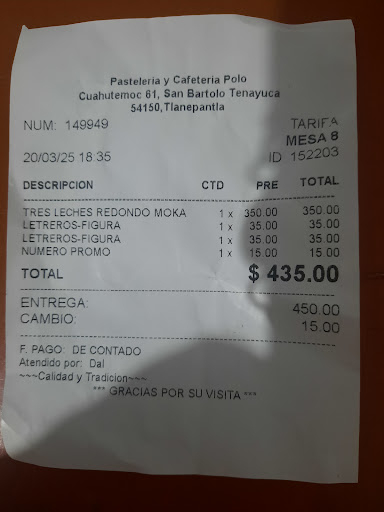 Pasteleria y Cafeteria Polo
Cuahutemoc 61, San Bartolo Tenayuca
54150,Tlanepantla
NUM: 149949 TARIFA
MESA 8
20/03/25 18:35 ID 152203
DESCRIPCION CTD PRE TOTAL
TRES LECHES REDONDO MOKA 1 x 350.00 350.00
LETREROS-FIGURA 1 x 35.00 35.00
LETREROS-FIGURA 1 x 35.00 35.00
NUMERO PROMO 1 x 15.00 15.00
TOTAL $ 435.00
ENTREGA: 450.00
CAMBIO: 15.00
F. PAGO: DE CONTADO
Atendido por: Dal
~~~Calidad y Tradicion~~~
*** GRACIAS POR SU VISITA ***